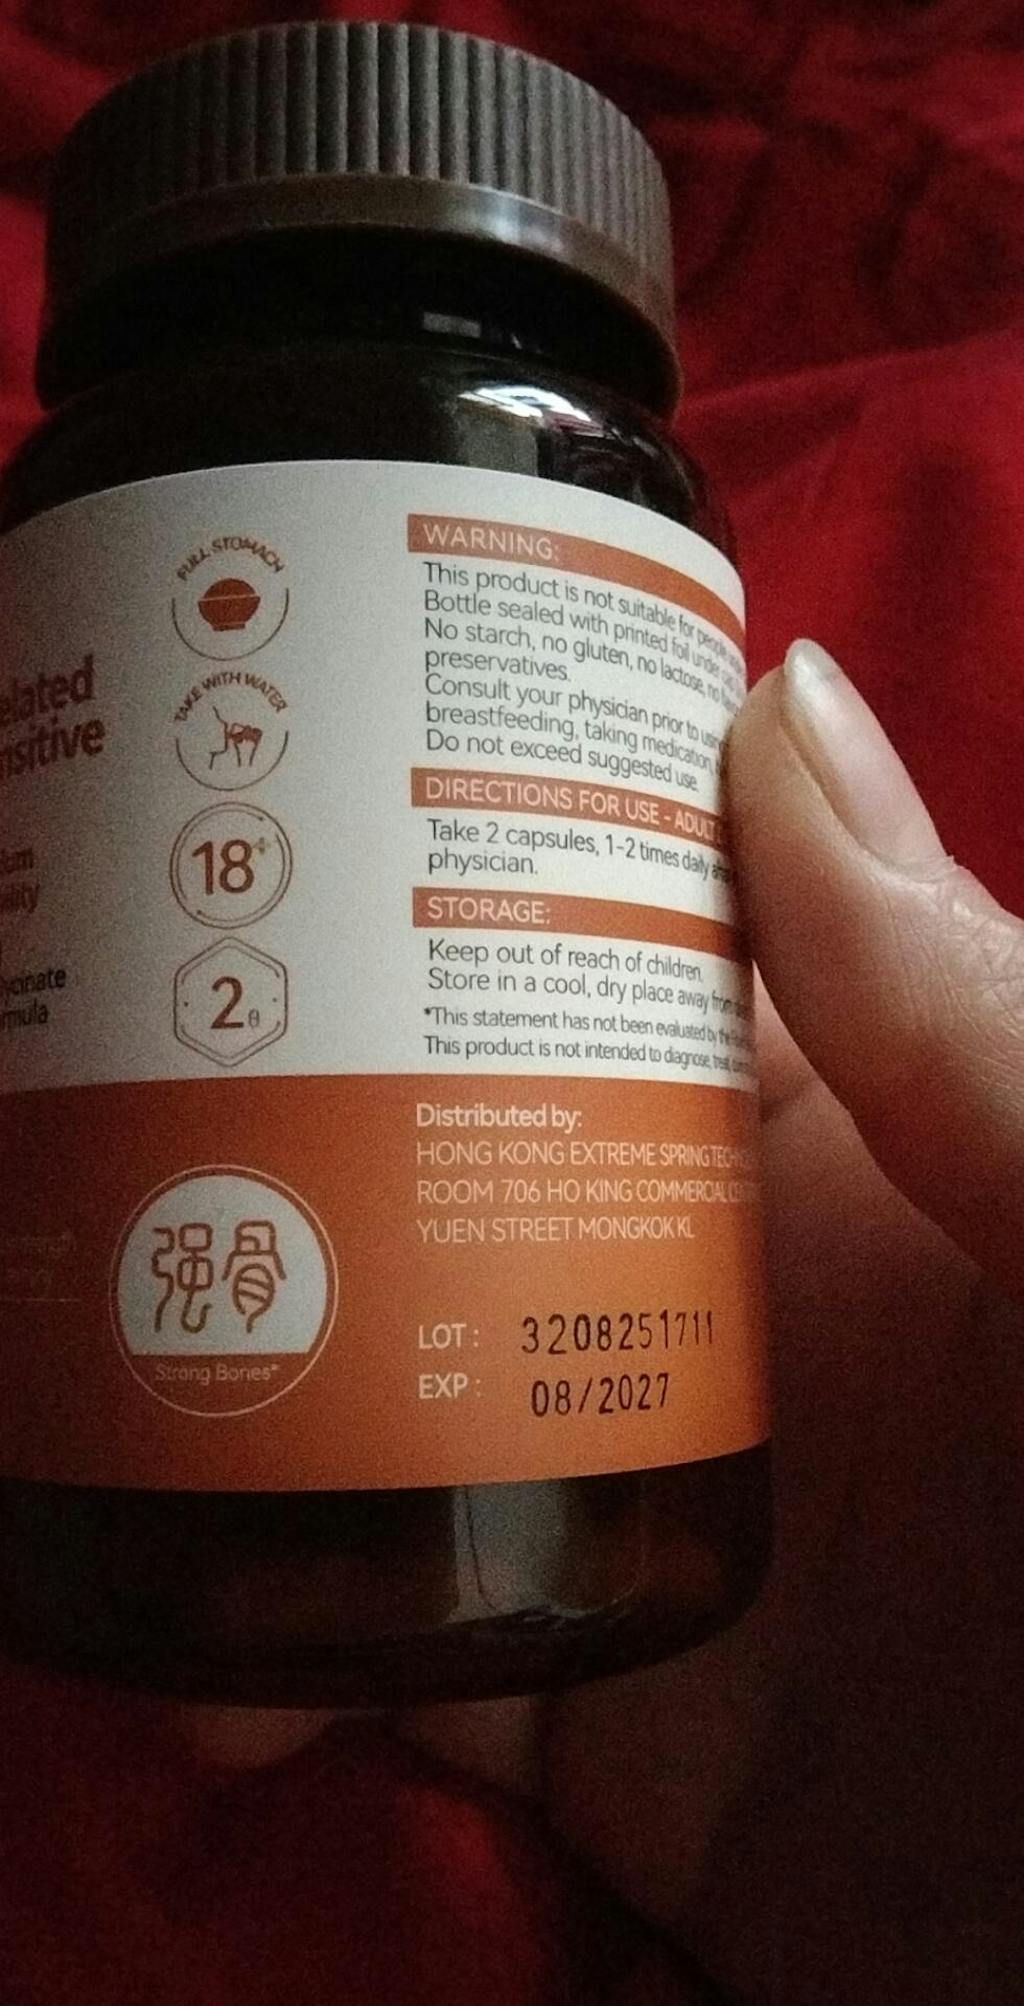 FULL STOMACH
TAKE WITH WATER
18+
2
强骨
Strong Bones*
WARNING:
This product is not suitable for people
Bottle sealed with printed foil under
No starch, no gluten, no lactose, no
preservatives.
Consult your physician prior to using
breastfeeding, taking medication,
Do not exceed suggested use.
DIRECTIONS FOR USE - ADULT
Take 2 capsules, 1-2 times daily
physician.
STORAGE:
Keep out of reach of children.
Store in a cool, dry place away from
*This statement has not been evaluated by the
This product is not intended to diagnose, treat,
Distributed by:
HONG KONG EXTREME SPRING
ROOM 706 HO KING COMMERCIAL
YUEN STREET MONGKOK KL
LOT: 3208251711
EXP: 08/2027